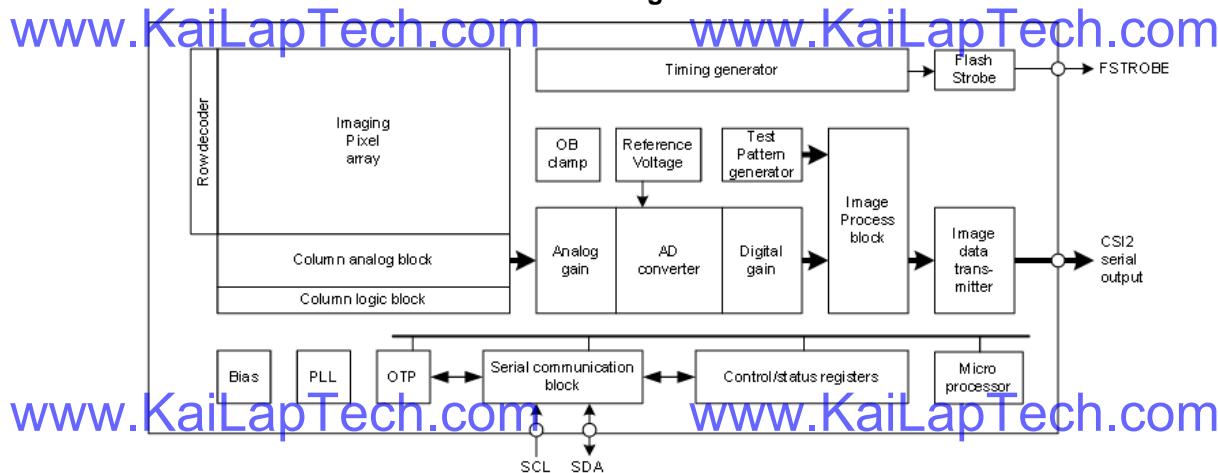 www.KaiLapTech.com
www.KaiLapTech.com
Timing generator
Flash
Strobe
FSTROBE
Rowdecoder
Imaging
Pixel
array
OB
clamp
Reference
Voltage
Test
Pattern
generator
Image
Process
block
Column analog block
Analog
gain
AD
converter
Digital
gain
Image
data
trans-
mitter
CSI2
serial
output
Column logic block
Bias
PLL
OTP
Serial communication
block
Control/status registers
Micro
processor
www.KaiLapTech.com
www.KaiLapTech.com
SCL
SDA